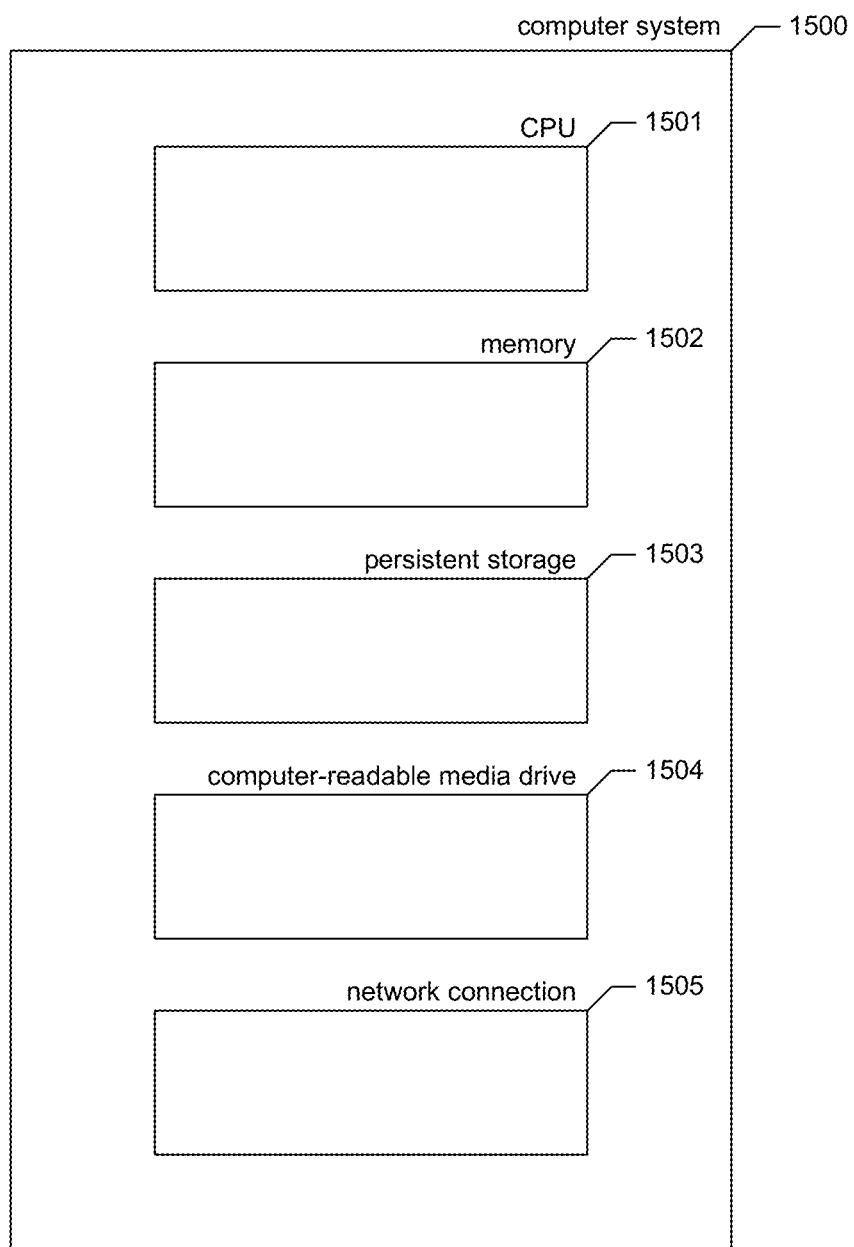 computer system 1500
CPU 1501
memory 1502
persistent storage 1503
computer-readable media drive 1504
network connection 1505